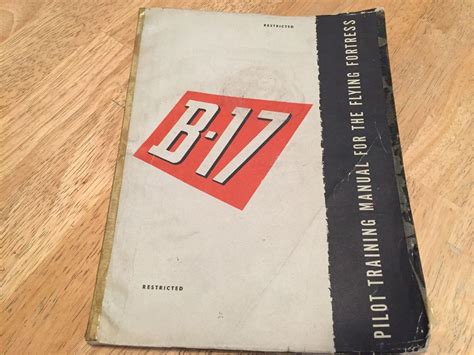 RESTRICTED
B-17
RESTRICTED
PILOT TRAINING MANUAL FOR THE FLYING FORTRESS